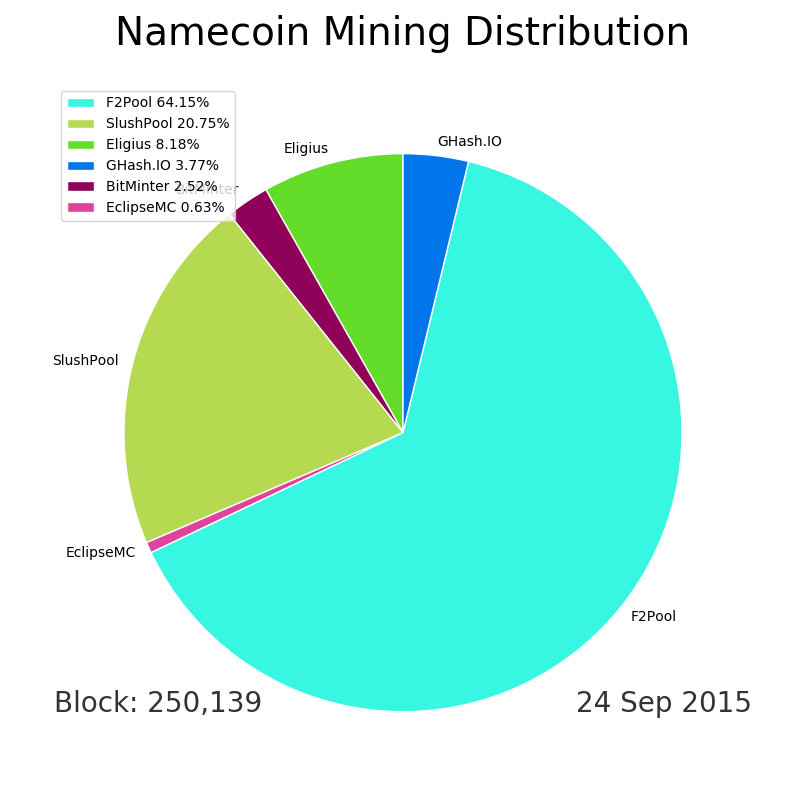 Namecoin Mining Distribution
F2Pool 64.15%
SlushPool 20.75%
Eligius 8.18%
GHash.IO 3.77%
BitMinter 2.52%
EclipseMC 0.63%
GHash.IO
Eligius
BitMinter
SlushPool
EclipseMC
F2Pool
Block: 250,139
24 Sep 2015